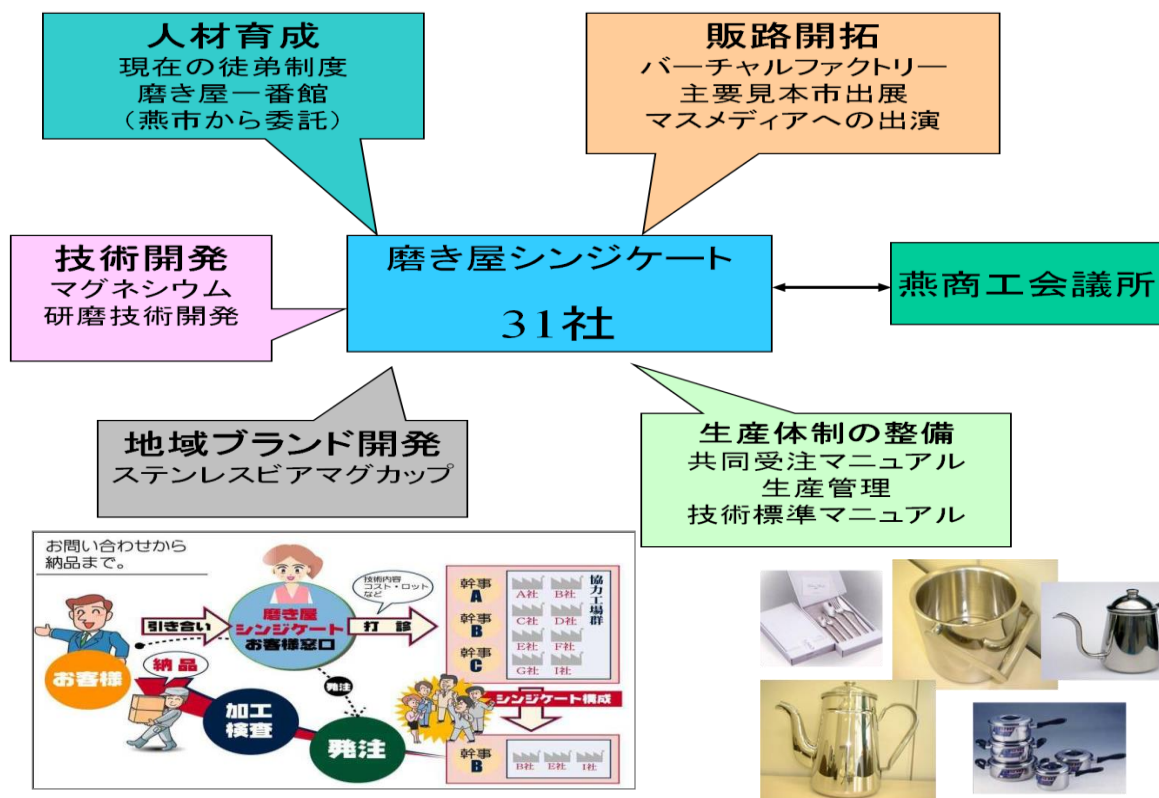 人材育成
現在の徒弟制度
磨き屋一番館
（燕市から委託）
販路開拓
バーチャルファクトリー
主要見本市出展
マスメディアへの出演
技術開発
マグネシウム
研磨技術開発
磨き屋シンジケート
31社
燕商工会議所
地域ブランド開発
ステンレスビアマグカップ
生産体制の整備
共同受注マニュアル
生産管理
技術標準マニュアル
お問い合わせから
納品まで。
お客様
引き合い
磨き屋
シンジケート
お客様窓口
技術内容
コスト・ロット
など
打診
幹事
A
幹事
B
幹事
C
A社 B社
C社 D社
E社 F社
G社 I社
協力工場群
シンジケート構成
幹事
B
B社 E社 I社
発注
発注
加工
検査
納品